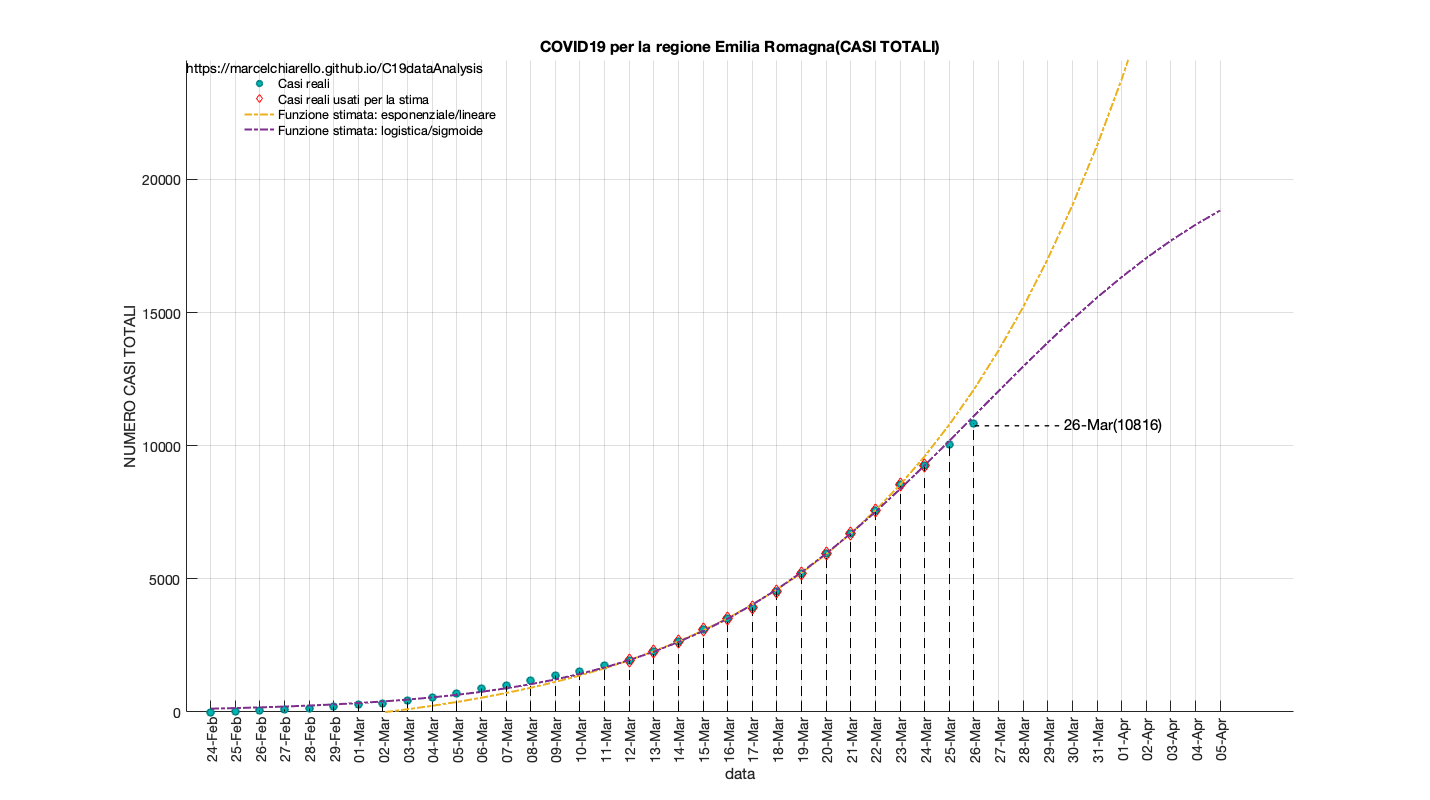 COVID19 per la regione Emilia Romagna(CASI TOTALI)
https://marcelchiarello.github.io/C19dataAnalysis
Casi reali
Casi reali usati per la stima
Funzione stimata: esponenziale/lineare
Funzione stimata: logistica/sigmoide
NUMERO CASI TOTALI
20000
15000
10000
5000
0
26-Mar(10816)
24-Feb
25-Feb
26-Feb
27-Feb
28-Feb
29-Feb
01-Mar
02-Mar
03-Mar
04-Mar
05-Mar
06-Mar
07-Mar
08-Mar
09-Mar
10-Mar
11-Mar
12-Mar
13-Mar
14-Mar
15-Mar
16-Mar
17-Mar
18-Mar
19-Mar
20-Mar
21-Mar
22-Mar
23-Mar
24-Mar
25-Mar
26-Mar
27-Mar
28-Mar
29-Mar
30-Mar
31-Mar
01-Apr
02-Apr
03-Apr
04-Apr
05-Apr
data